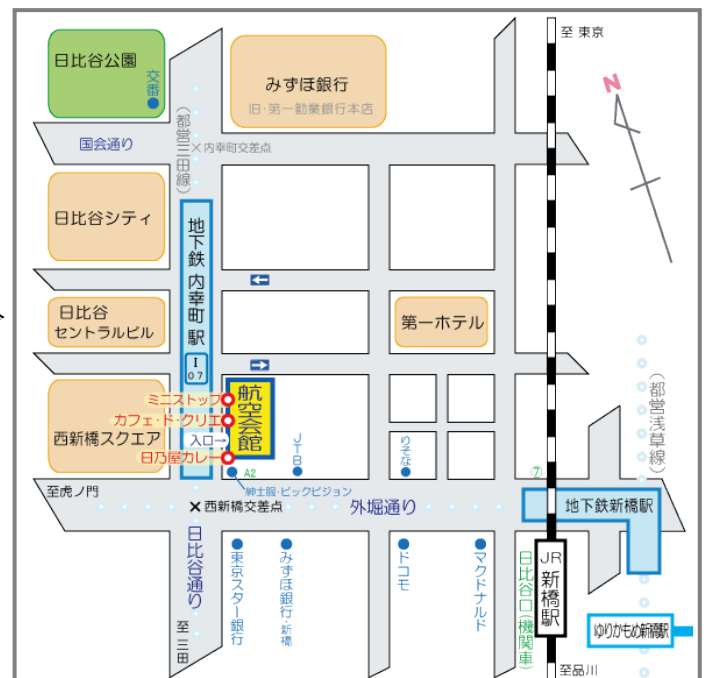 至 東京
日比谷公園
交番
みずほ銀行
旧・第一勧業銀行本店
N
国会通り
(都営三田線)
×内幸町交差点
日比谷シティ
地下鉄 内幸町駅
I
07
日比谷
セントラルビル
第一ホテル
西新橋スクエア
ミニストップ
カフェ・ド・クリエ
入口→
日乃屋カレー
航空会館
A2
紳士服・ビックビジョン
JTB
りそな
(都営浅草線)
⑦
地下鉄新橋駅
至虎ノ門
×西新橋交差点
外堀通り
日比谷通り
至 三田
東京スター銀行
みずほ銀行・新橋
ドコモ
マクドナルド
日比谷口(機関車)
JR 新橋駅
ゆりかもめ新橋駅
至品川